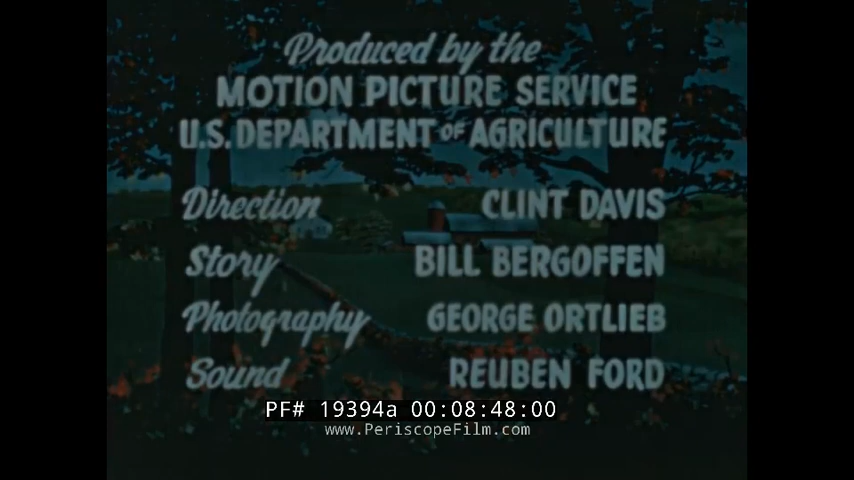 Produced by the
MOTION PICTURE SERVICE
U.S. DEPARTMENT OF AGRICULTURE
Direction CLINT DAVIS
Story BILL BERGOFFEN
Photography GEORGE ORTLIEB
Sound REUBEN FORD
PF# 19394a 00:08:48:00
www.PeriscopeFilm.com